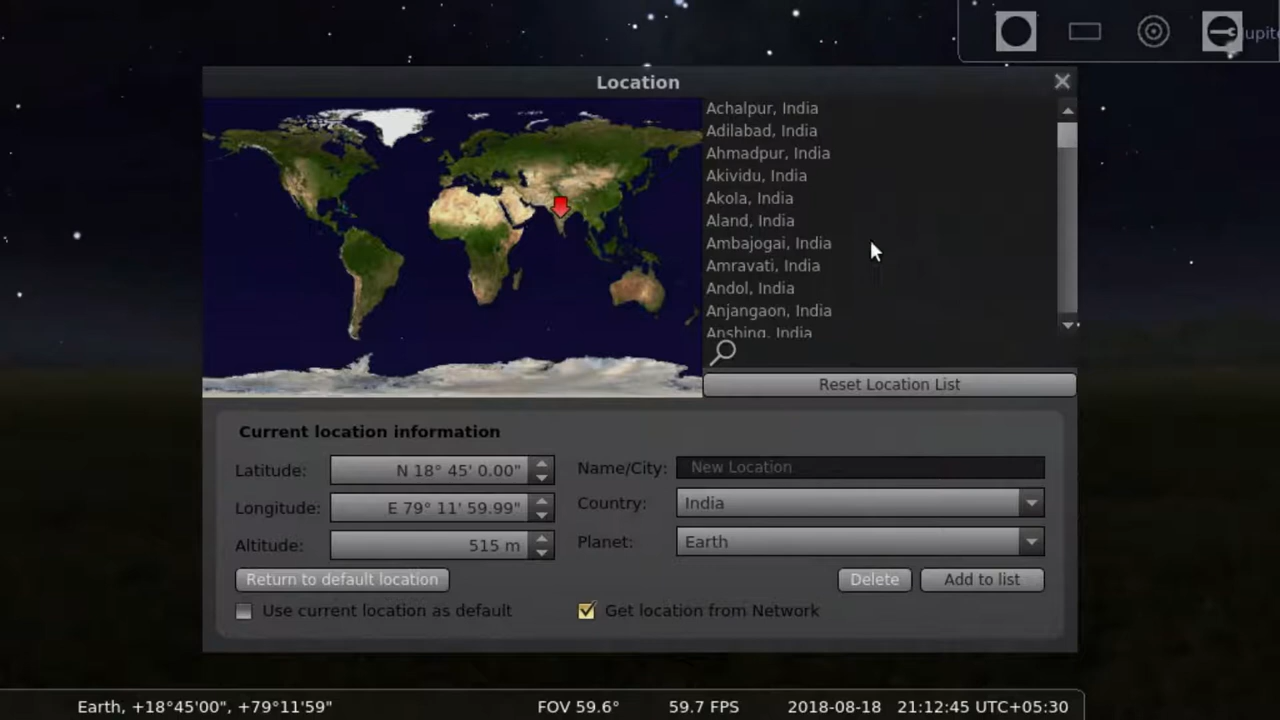 upite
Location
Achalpur, India
Adilabad, India
Ahmadpur, India
Akividu, India
Akola, India
Aland, India
Ambajogai, India
Amravati, India
Andol, India
Anjangaon, India
Anshing, India
Reset Location List
Current location information
Latitude: N 18° 45' 0.00"
Longitude: E 79° 11' 59.99"
Altitude: 515 m
Name/City: New Location
Country: India
Planet: Earth
Return to default location
Delete Add to list
Use current location as default
Get location from Network
Earth, +18°45'00", +79°11'59" FOV 59.6° 59.7 FPS 2018-08-18 21:12:45 UTC+05:30